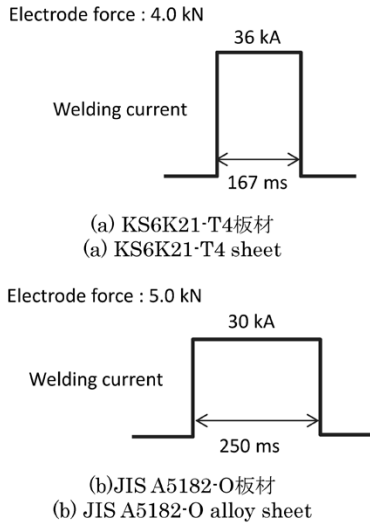 Electrode force : 4.0 kN
36 kA
Welding current
167 ms
(a) KS6K21-T4板材
(a) KS6K21-T4 sheet
Electrode force : 5.0 kN
30 kA
Welding current
250 ms
(b)JIS A5182-O板材
(b) JIS A5182-O alloy sheet